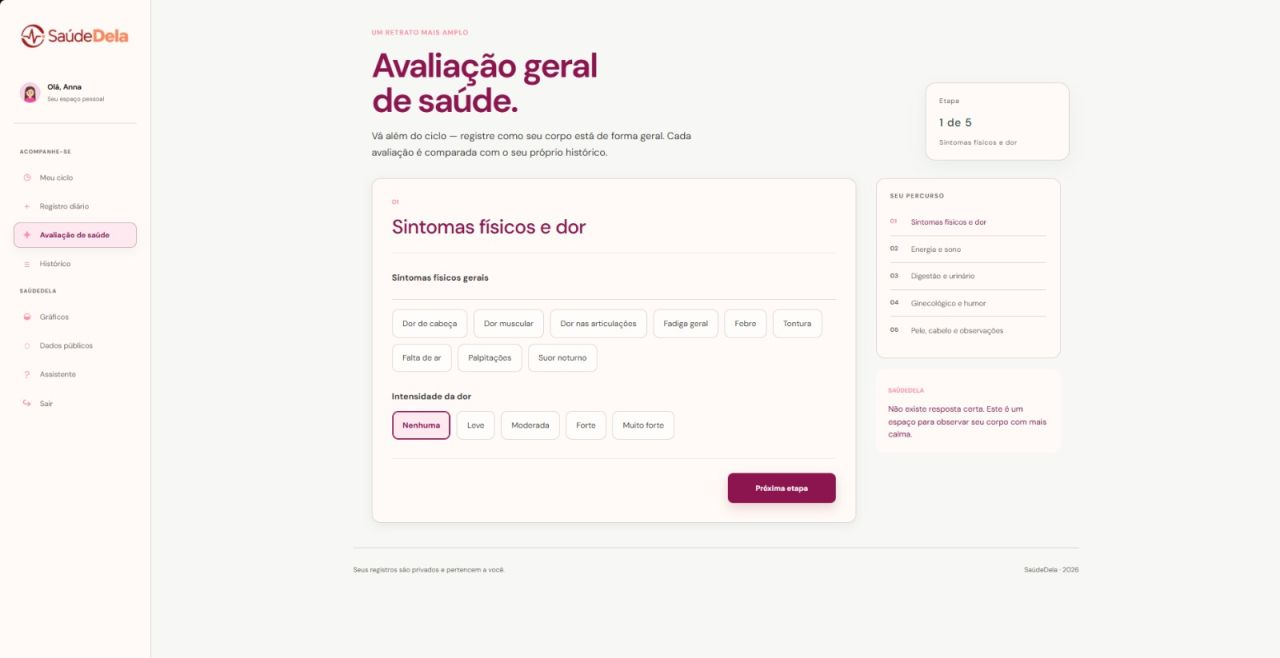 SaúdeDela
Olá, Anna
Seu espaço pessoal
ACOMPANHE-SE
Meu ciclo
Registro diário
Avaliação de saúde
Histórico
SAÚDEDELA
Gráficos
Dados públicos
Assistente
Sair
UM RETRATO MAIS AMPLO
Avaliação geral
de saúde.
Vá além do ciclo — registre como seu corpo está de forma geral. Cada
avaliação é comparada com o seu próprio histórico.
Etapa
1 de 5
Sintomas físicos e dor
01
Sintomas físicos e dor
Sintomas físicos gerais
Dor de cabeça
Dor muscular
Dor nas articulações
Fadiga geral
Febre
Tontura
Falta de ar
Palpitações
Suor noturno
Intensidade da dor
Nenhuma
Leve
Moderada
Forte
Muito forte
Próxima etapa
SEU PERCURSO
01 Sintomas físicos e dor
02 Energia e sono
03 Digestão e urinário
04 Ginecológico e humor
05 Pele, cabelo e observações
SAÚDEDELA
Não existe resposta certa. Este é um
espaço para observar seu corpo com mais
calma.
Seus registros são privados e pertencem a você.
SaúdeDela · 2026